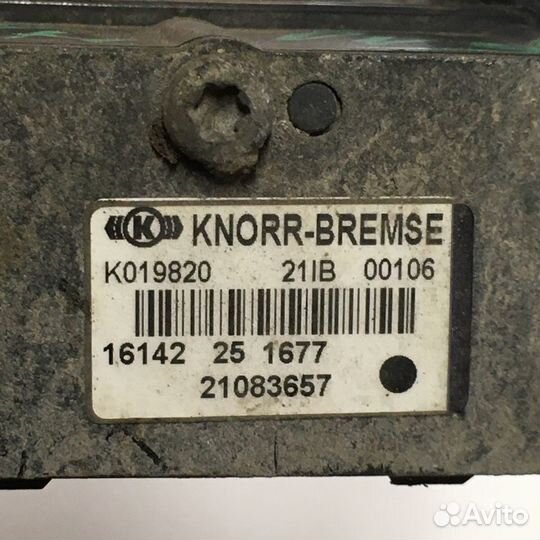 K KNORR-BREMSE
K019820 21IB 00106
16142 25 1677
21083657
Avito